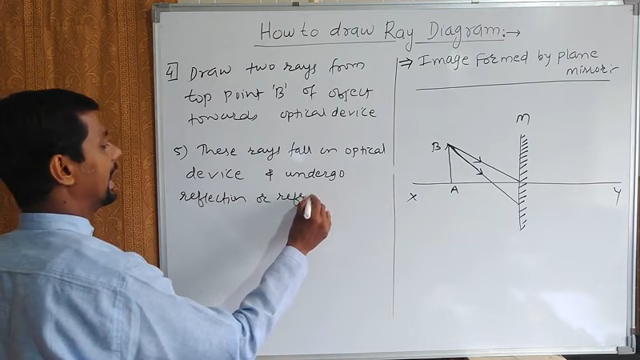 How to draw Ray Diagram:→
4] Draw two rays from
top point 'B' of object
towards optical device
5) These rays fall on optical
device & undergo
reflection or refr
⇒ Image formed by plane
mirror:
M
B
A
X
Y